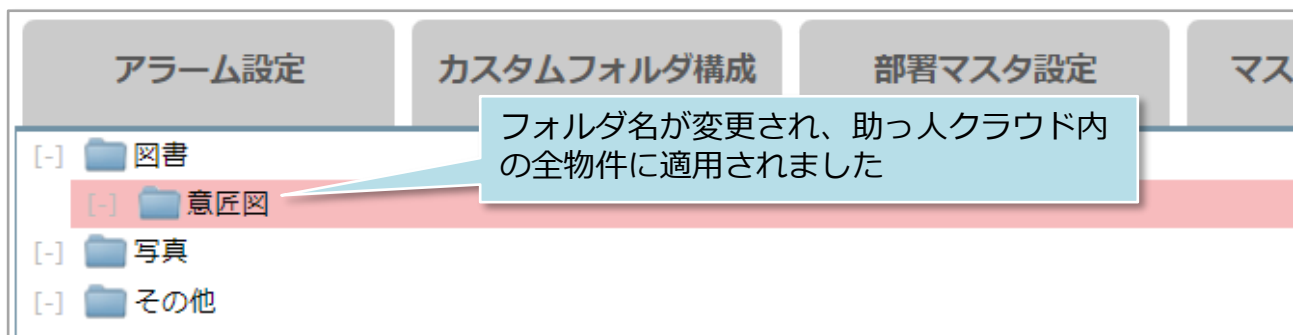 アラーム設定 カスタムフォルダ構成 部署マスタ設定 マス
フォルダ名が変更され、助っ人クラウド内
の全物件に適用されました
[-] 図書
[-] 意匠図
[-] 写真
[-] その他